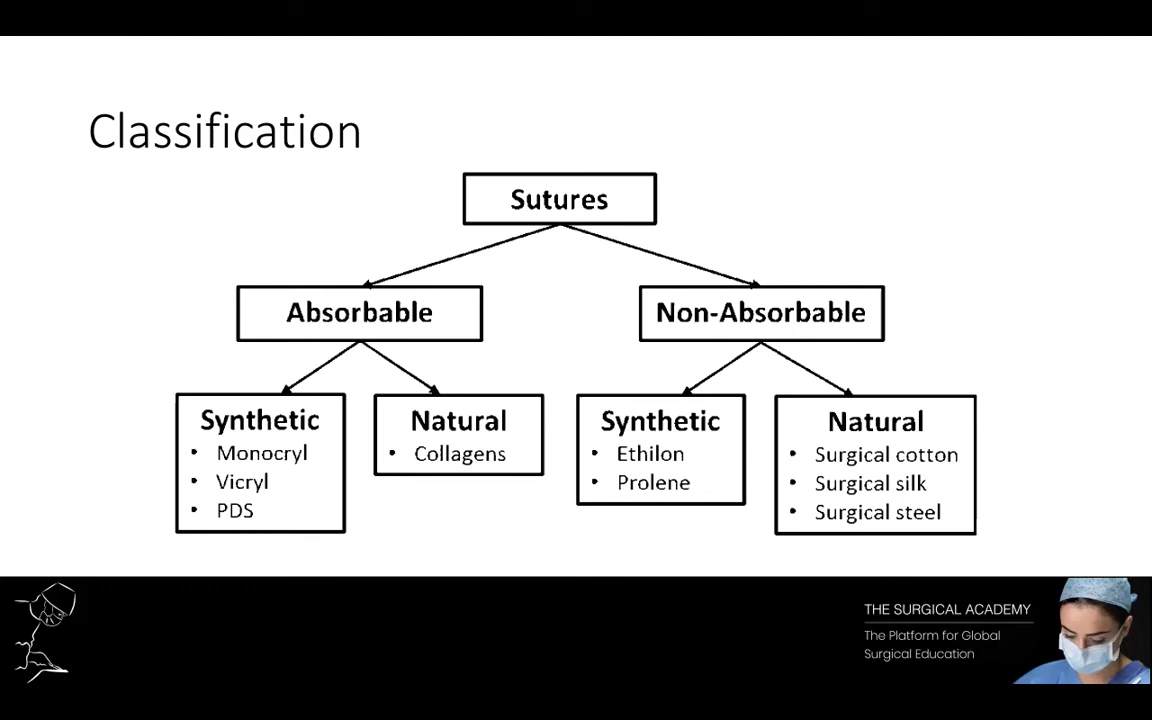 Classification
Sutures
Absorbable
Non-Absorbable
Synthetic
• Monocryl
• Vicryl
• PDS
Natural
• Collagens
Synthetic
• Ethilon
• Prolene
Natural
• Surgical cotton
• Surgical silk
• Surgical steel
THE SURGICAL ACADEMY
The Platform for Global
Surgical Education